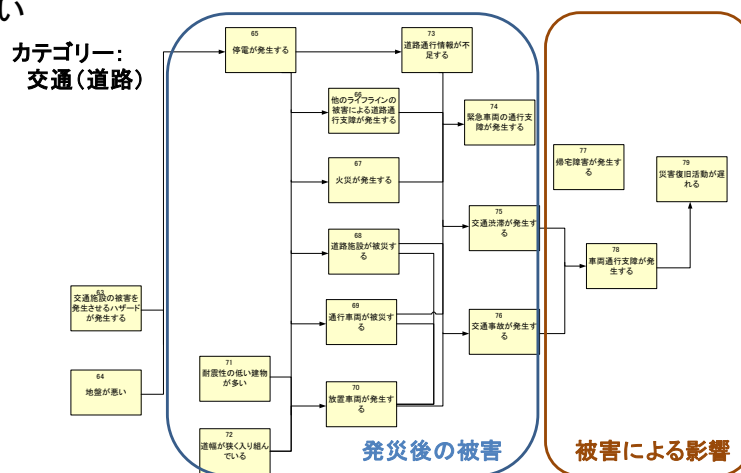 い
カテゴリー:
交通（道路）
65
停電が発生する
73
道路通行情報が不
足する
66
他のライフラインの
被害による道路通
行支障が発生する
74
緊急車両の通行支
障が発生する
67
火災が発生する
77
帰宅障害が発生す
る
79
災害復旧活動が遅
れる
68
道路施設が被災す
る
75
交通渋滞が発生す
る
78
車両通行支障が発
生する
63
交通施設の被害を
発生させるハザード
が発生する
69
通行車両が被災す
る
76
交通事故が発生す
る
64
地盤が悪い
71
耐震性の低い建物
が多い
70
放置車両が発生す
る
72
道幅が狭く入り組ん
でいる
発災後の被害
被害による影響